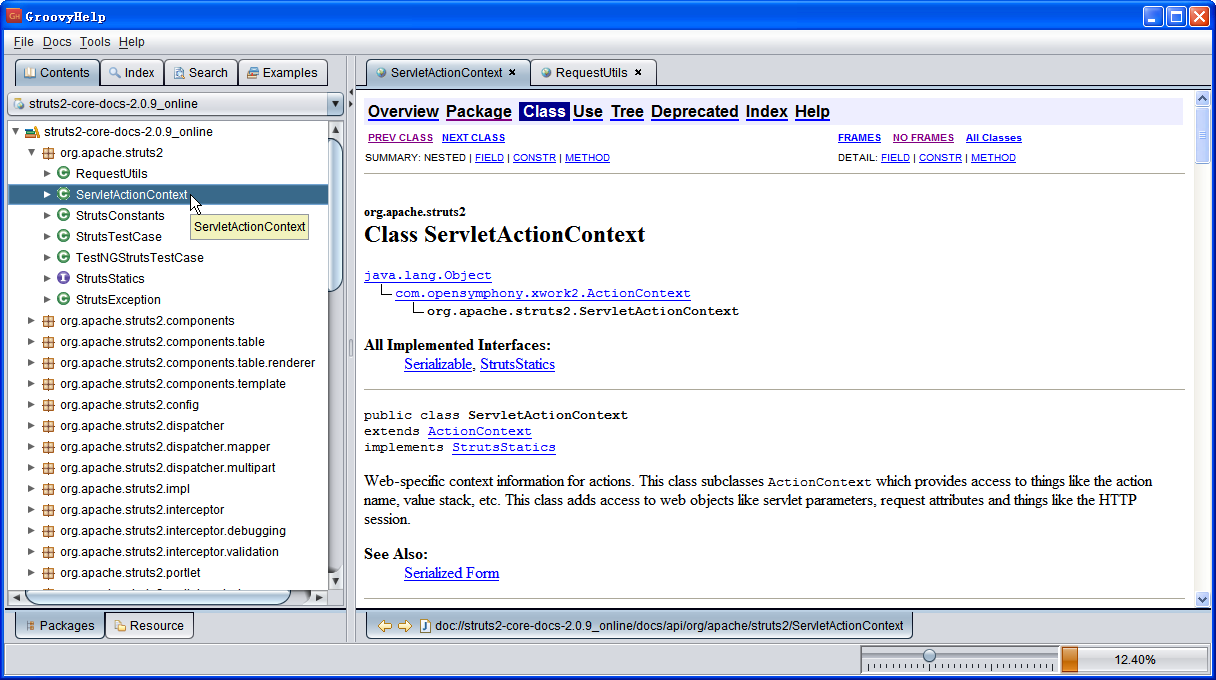 GroovyHelp
File Docs Tools Help
Contents Index Search Examples
struts2-core-docs-2.0.9_online
struts2-core-docs-2.0.9_online
org.apache.struts2
RequestUtils
ServletActionContext
StrutsConstants
StrutsTestCase
ServletActionContext
TestNGStrutsTestCase
StrutsStatics
StrutsException
org.apache.struts2.components
org.apache.struts2.components.table
org.apache.struts2.components.table.renderer
org.apache.struts2.components.template
org.apache.struts2.config
org.apache.struts2.dispatcher
org.apache.struts2.dispatcher.mapper
org.apache.struts2.dispatcher.multipart
org.apache.struts2.impl
org.apache.struts2.interceptor
org.apache.struts2.interceptor.debugging
org.apache.struts2.interceptor.validation
org.apache.struts2.portlet
Packages Resource
ServletActionContext RequestUtils
Overview Package Class Use Tree Deprecated Index Help
PREV CLASS NEXT CLASS FRAMES NO FRAMES All Classes
SUMMARY: NESTED | FIELD | CONSTR | METHOD DETAIL: FIELD | CONSTR | METHOD
org.apache.struts2
Class ServletActionContext
java.lang.Object
com.opensymphony.xwork2.ActionContext
org.apache.struts2.ServletActionContext
All Implemented Interfaces:
Serializable, StrutsStatics
public class ServletActionContext
extends ActionContext
implements StrutsStatics
Web-specific context information for actions. This class subclasses ActionContext which provides access to things like the action
name, value stack, etc. This class adds access to web objects like servlet parameters, request attributes and things like the HTTP
session.
See Also:
Serialized Form
doc://struts2-core-docs-2.0.9_online/docs/api/org/apache/struts2/ServletActionContext
12.40%